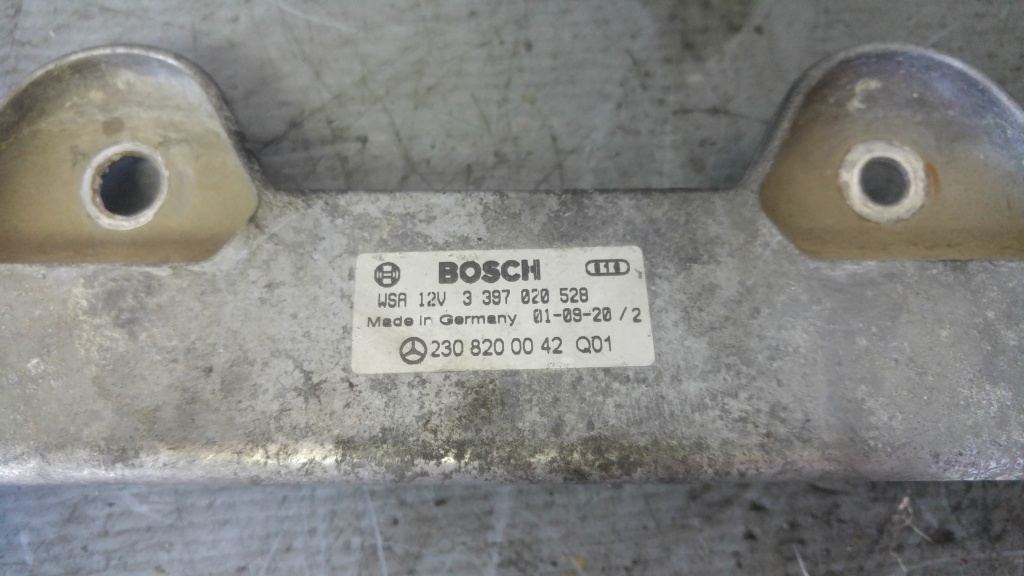 BOSCH
WSA 12V 3 397 020 528
Made in Germany 01-09-20 / 2
230 820 00 42 Q01